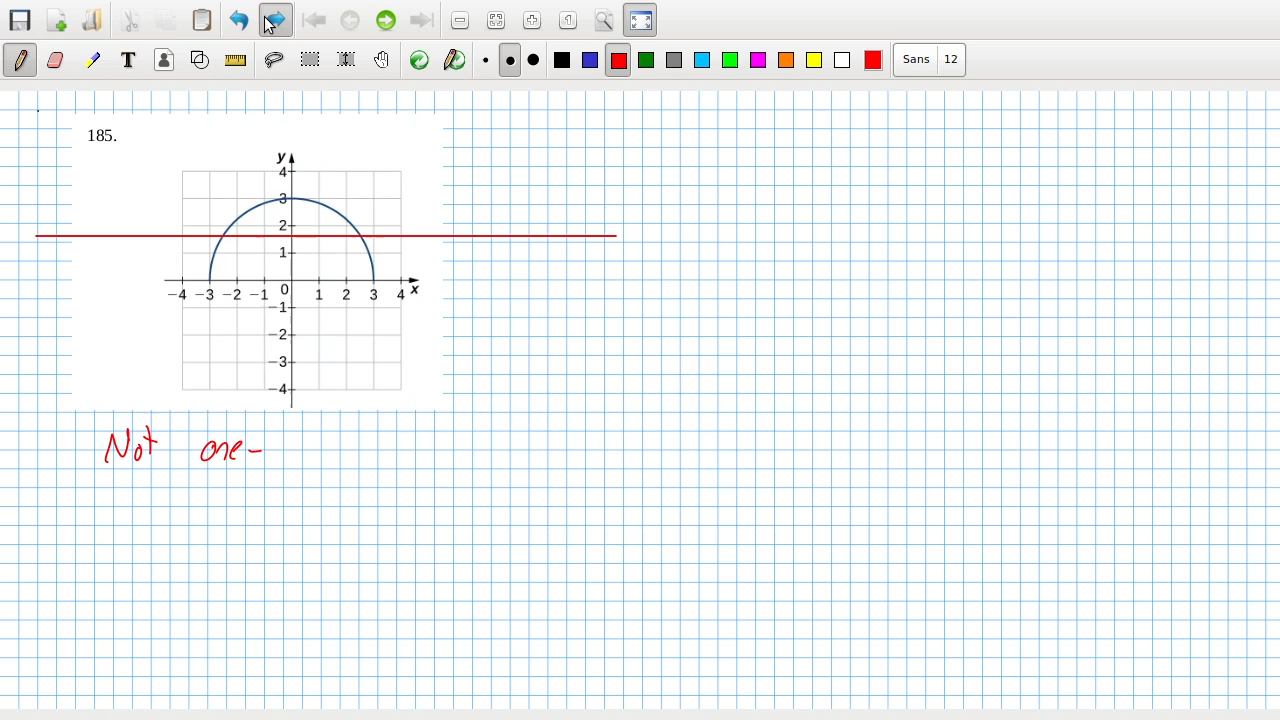 Sans 12
185.
y
4
3
2
1
−4 −3 −2 −1 0 1 2 3 4 x
−1
−2
−3
−4
Not one-